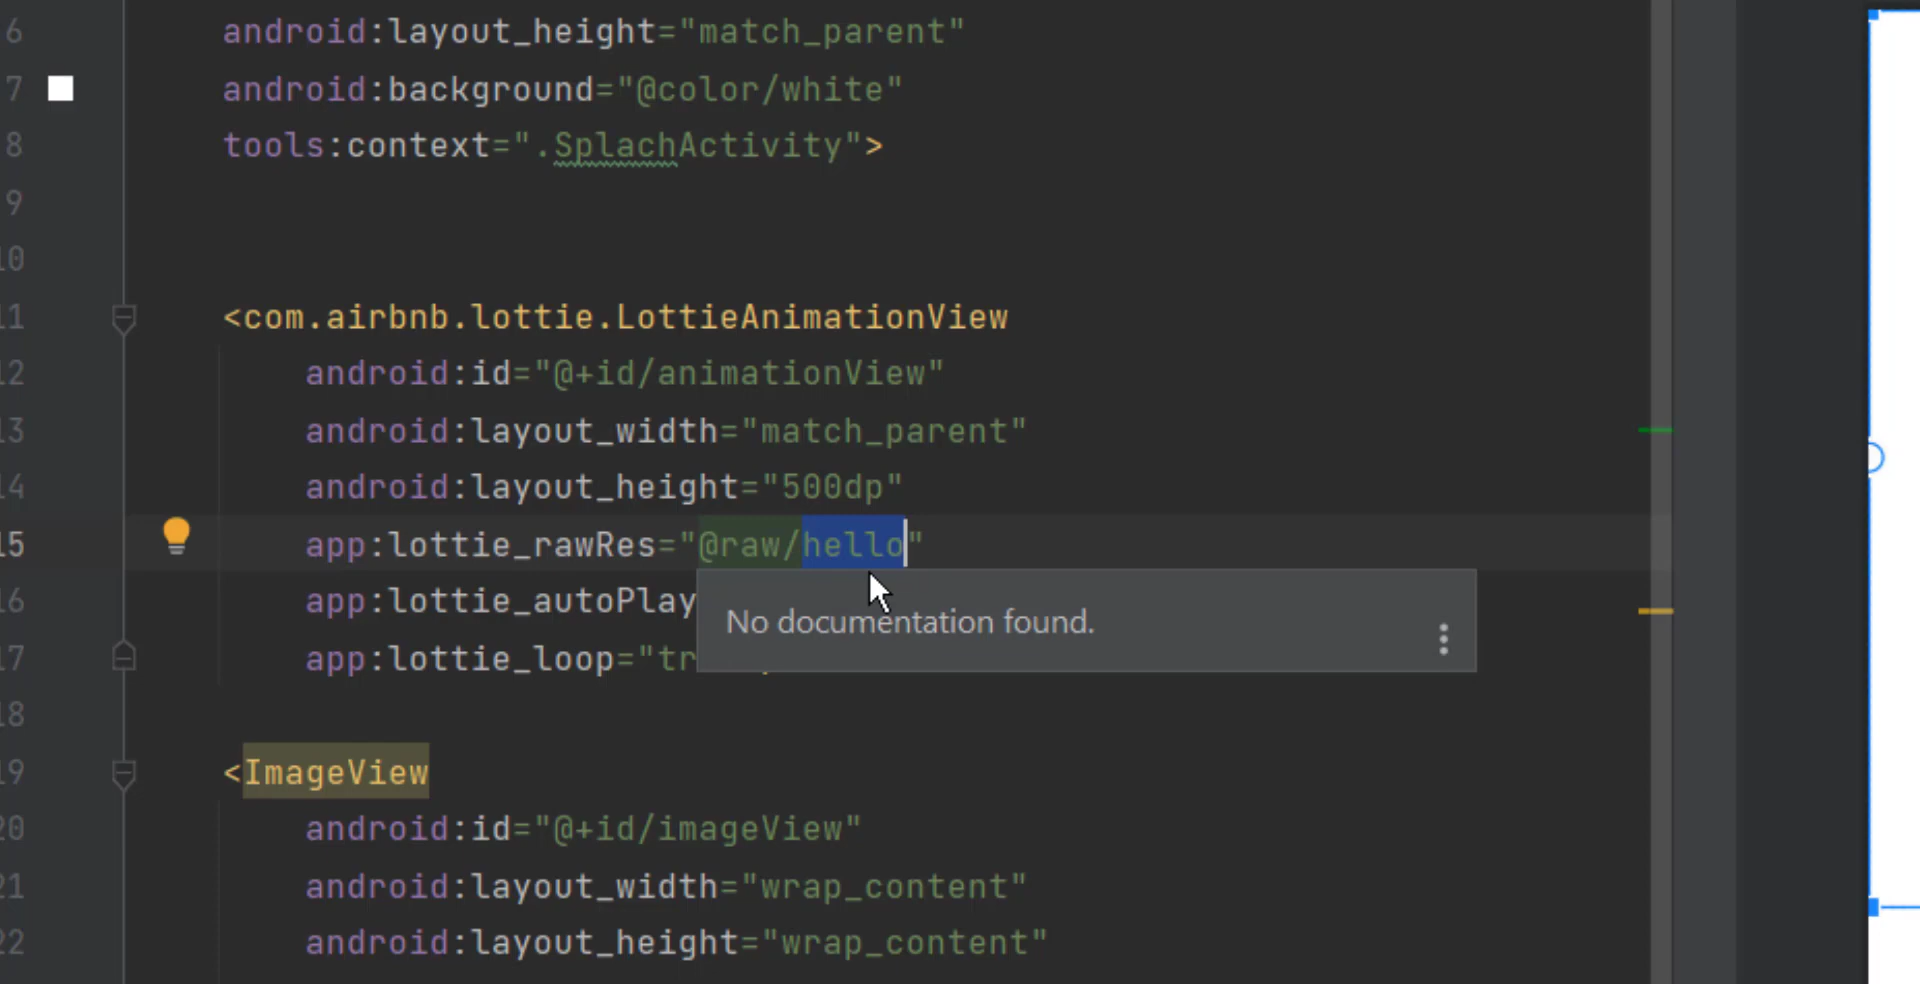 6 android:layout_height="match_parent"
7 android:background="@color/white"
8 tools:context=".SplachActivity">
9
10
11 <com.airbnb.lottie.LottieAnimationView
12 android:id="@+id/animationView"
13 android:layout_width="match_parent"
14 android:layout_height="500dp"
15 app:lottie_rawRes="@raw/hello"
16 app:lottie_autoPlay
No documentation found.
17 app:lottie_loop="tr
18
19 <ImageView
20 android:id="@+id/imageView"
21 android:layout_width="wrap_content"
22 android:layout_height="wrap_content"